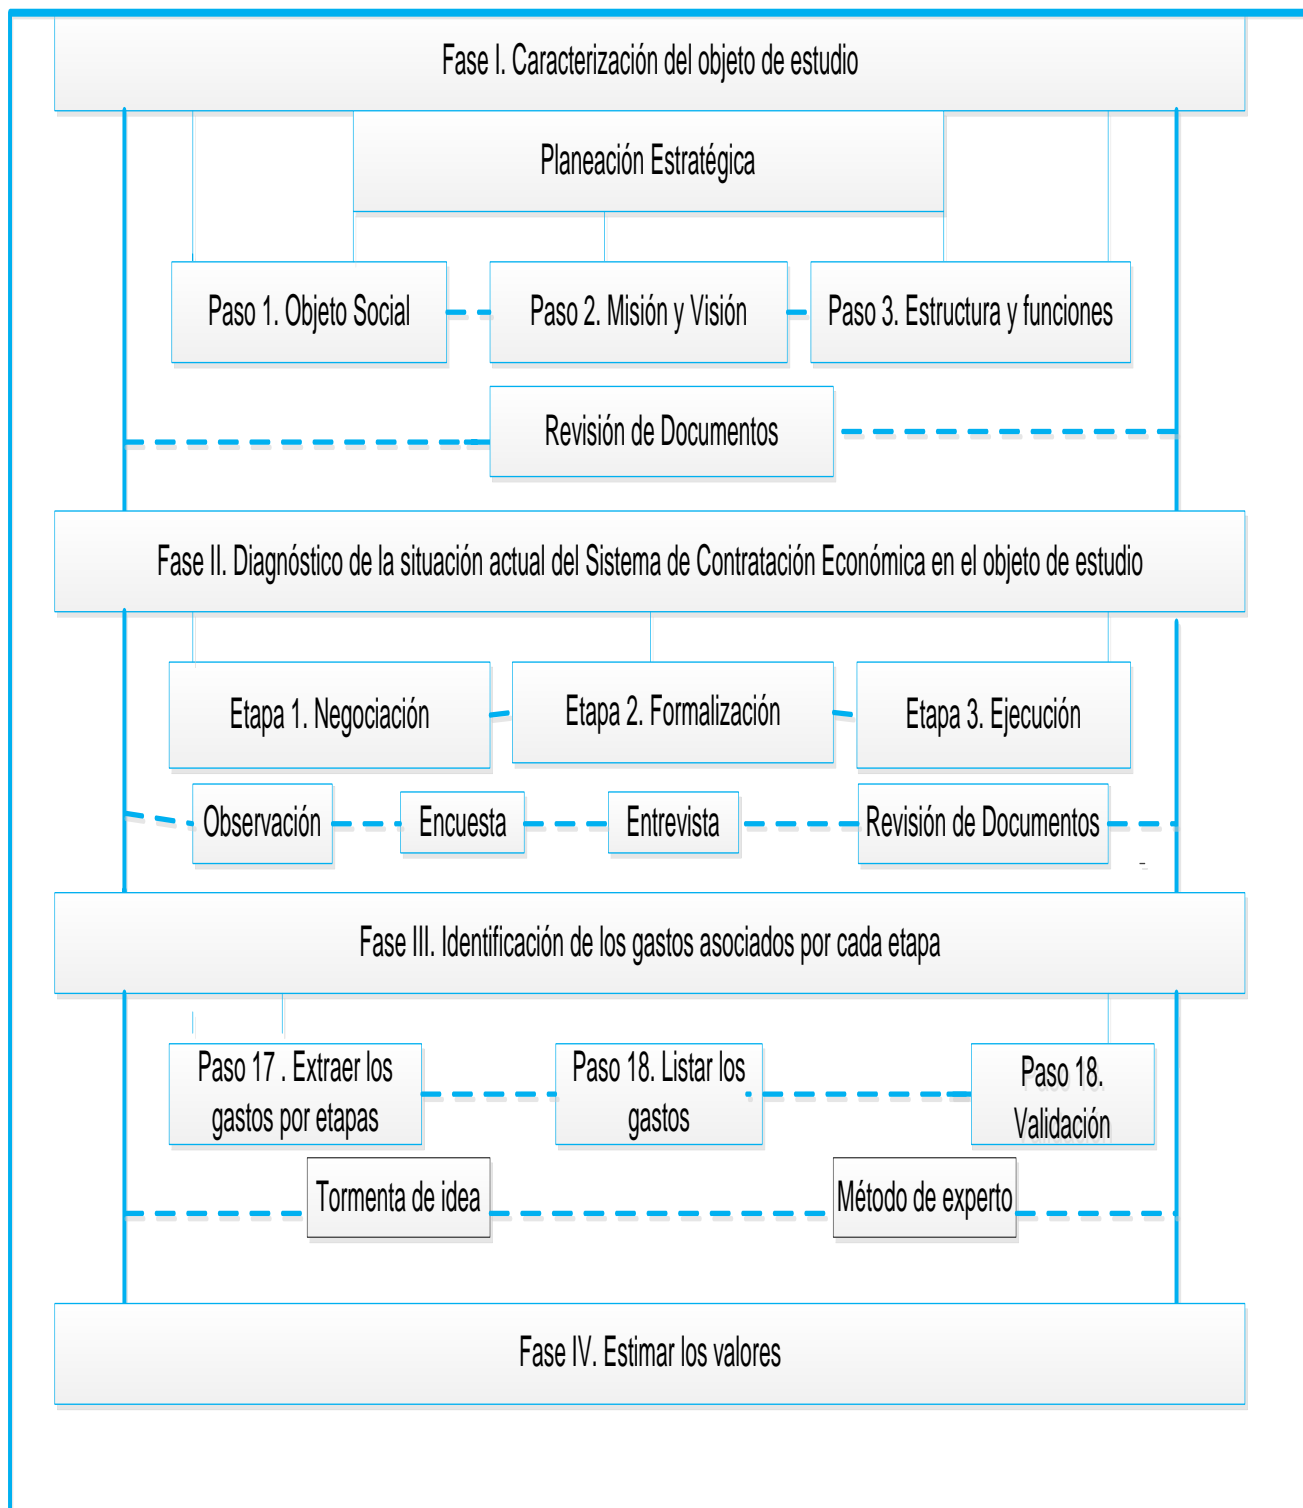 Fase I. Caracterización del objeto de estudio
Planeación Estratégica
Paso 1. Objeto Social
Paso 2. Misión y Visión
Paso 3. Estructura y funciones
Revisión de Documentos
Fase II. Diagnóstico de la situación actual del Sistema de Contratación Económica en el objeto de estudio
Etapa 1. Negociación
Etapa 2. Formalización
Etapa 3. Ejecución
Observación
Encuesta
Entrevista
Revisión de Documentos
Fase III. Identificación de los gastos asociados por cada etapa
Paso 17 . Extraer los
gastos por etapas
Paso 18. Listar los
gastos
Paso 18.
Validación
Tormenta de idea
Método de experto
Fase IV. Estimar los valores